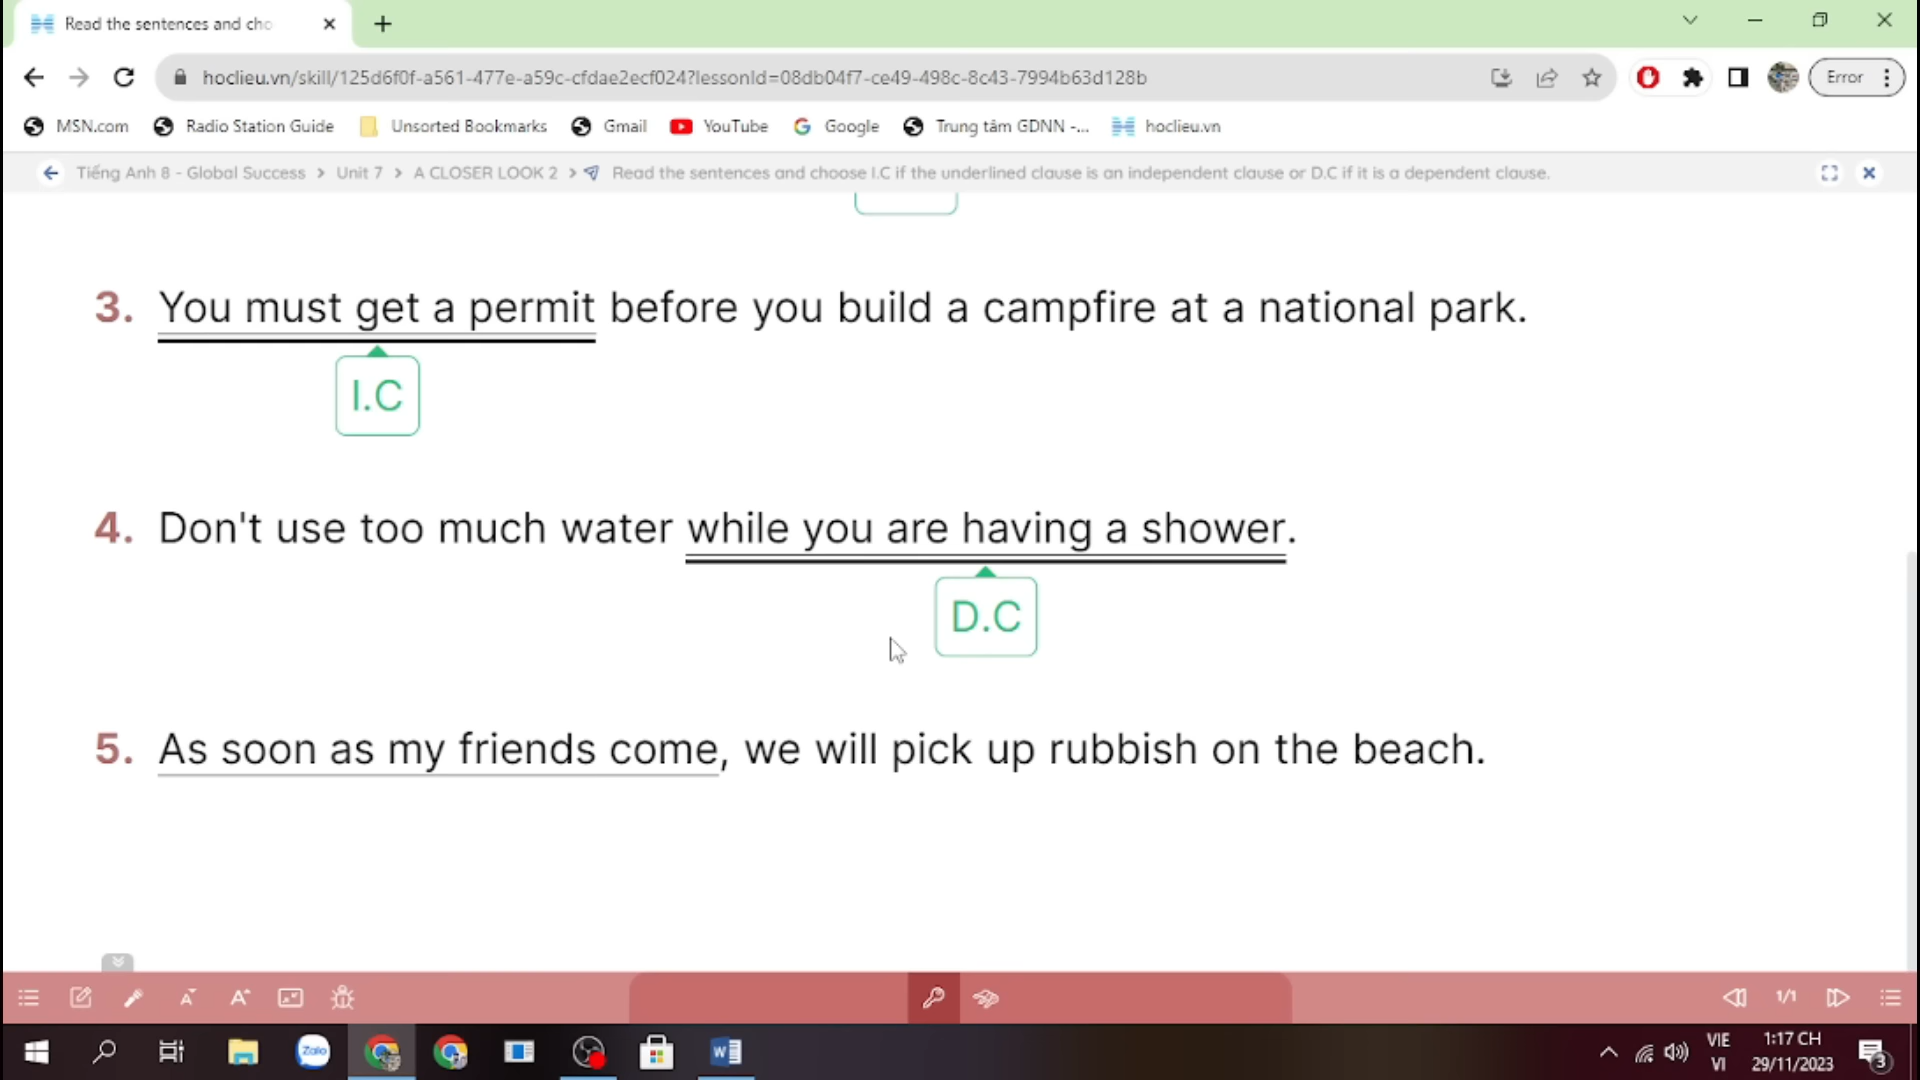 Read the sentences and cho
hoclieu.vn/skill/125d6f0f-a561-477e-a59c-cfdae2ecf024?lessonId=08db04f7-ce49-498c-8c43-7994b63d128b
Error
MSN.com Radio Station Guide Unsorted Bookmarks Gmail YouTube Google Trung tâm GDNN -... hoclieu.vn
Tiếng Anh 8 - Global Success > Unit 7 > A CLOSER LOOK 2 > Read the sentences and choose I.C if the underlined clause is an independent clause or D.C if it is a dependent clause.
3. You must get a permit before you build a campfire at a national park.
I.C
4. Don't use too much water while you are having a shower.
D.C
5. As soon as my friends come, we will pick up rubbish on the beach.
1/1
Zalo
VIE
VI
1:17 CH
29/11/2023
3